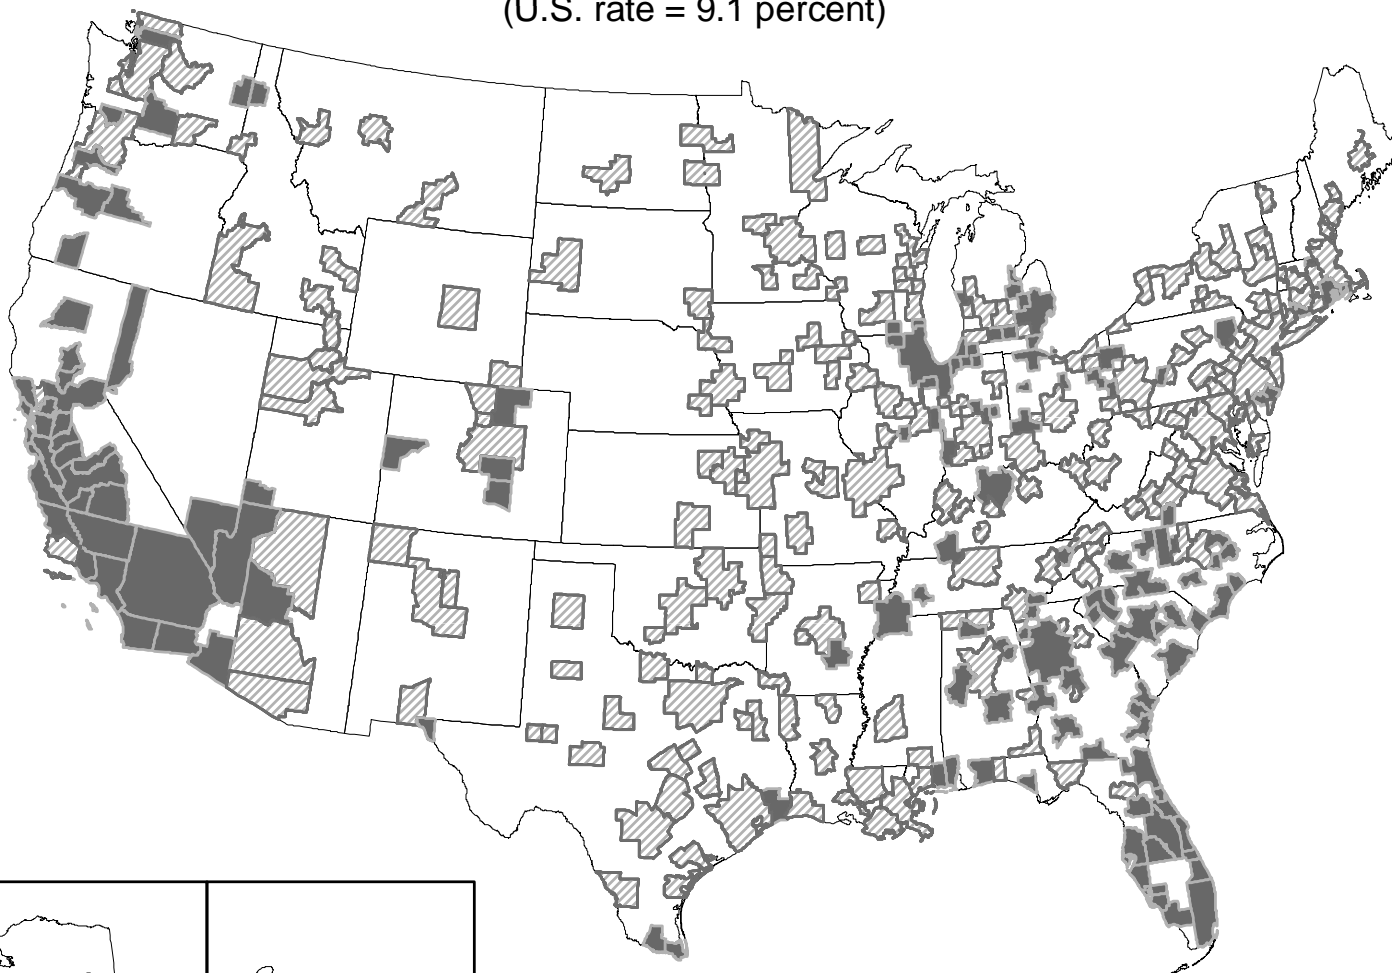 (U.S. rate = 9.1 percent)